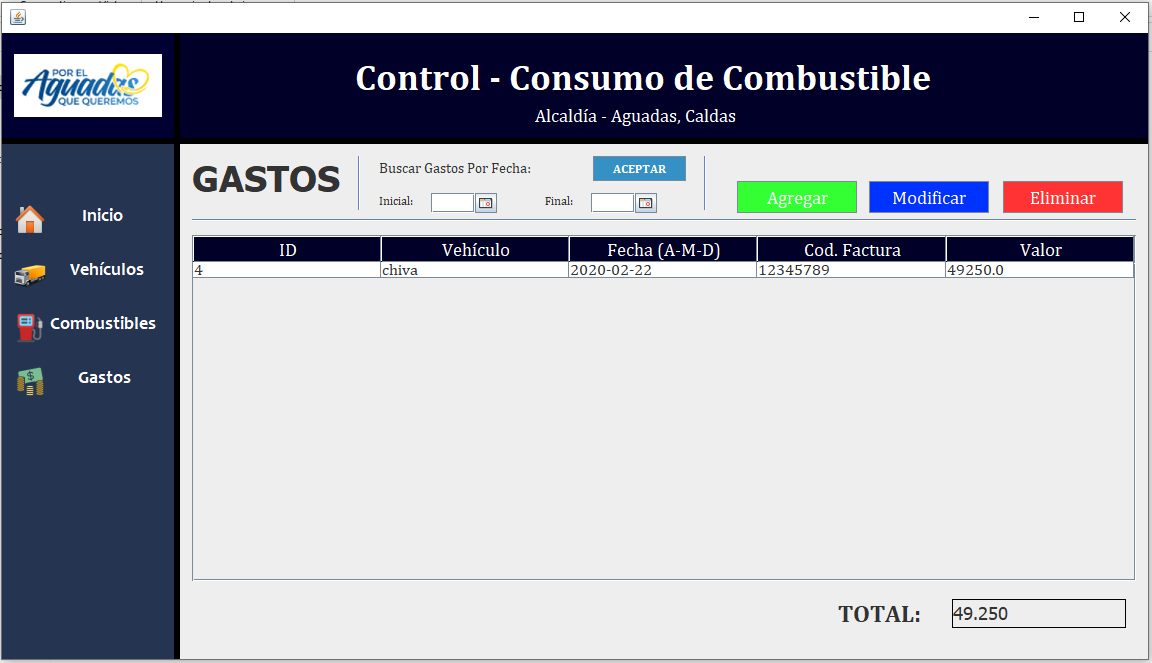 POR EL
Aguadas
QUE QUEREMOS
Control - Consumo de Combustible
Alcaldía - Aguadas, Caldas
Inicio
Vehículos
Combustibles
Gastos
GASTOS
Buscar Gastos Por Fecha:
ACEPTAR
Inicial:
Final:
Agregar
Modificar
Eliminar
ID Vehículo Fecha (A-M-D) Cod. Factura Valor
4 chiva 2020-02-22 12345789 49250.0
TOTAL: 49.250